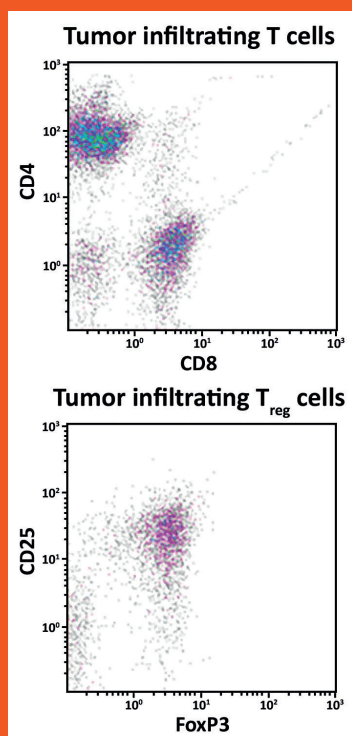 Tumor infiltrating T cells
10³
10²
10¹
10⁰
CD4
10⁰ 10¹ 10² 10³
CD8
Tumor infiltrating Treg cells
10³
10²
10¹
10⁰
CD25
10⁰ 10¹ 10² 10³
FoxP3